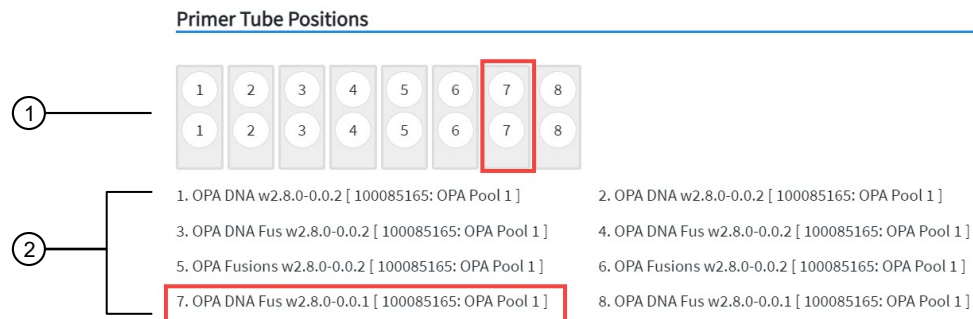 Primer Tube Positions
1 2 3 4 5 6 7 8
1
1 2 3 4 5 6 7 8
1. OPA DNA w2.8.0-0.0.2 [ 100085165: OPA Pool 1 ] 2. OPA DNA w2.8.0-0.0.2 [ 100085165: OPA Pool 1 ]
3. OPA DNA Fus w2.8.0-0.0.2 [ 100085165: OPA Pool 1 ] 4. OPA DNA Fus w2.8.0-0.0.2 [ 100085165: OPA Pool 1 ]
2
5. OPA Fusions w2.8.0-0.0.2 [ 100085165: OPA Pool 1 ] 6. OPA Fusions w2.8.0-0.0.2 [ 100085165: OPA Pool 1 ]
7. OPA DNA Fus w2.8.0-0.0.1 [ 100085165: OPA Pool 1 ] 8. OPA DNA Fus w2.8.0-0.0.1 [ 100085165: OPA Pool 1 ]